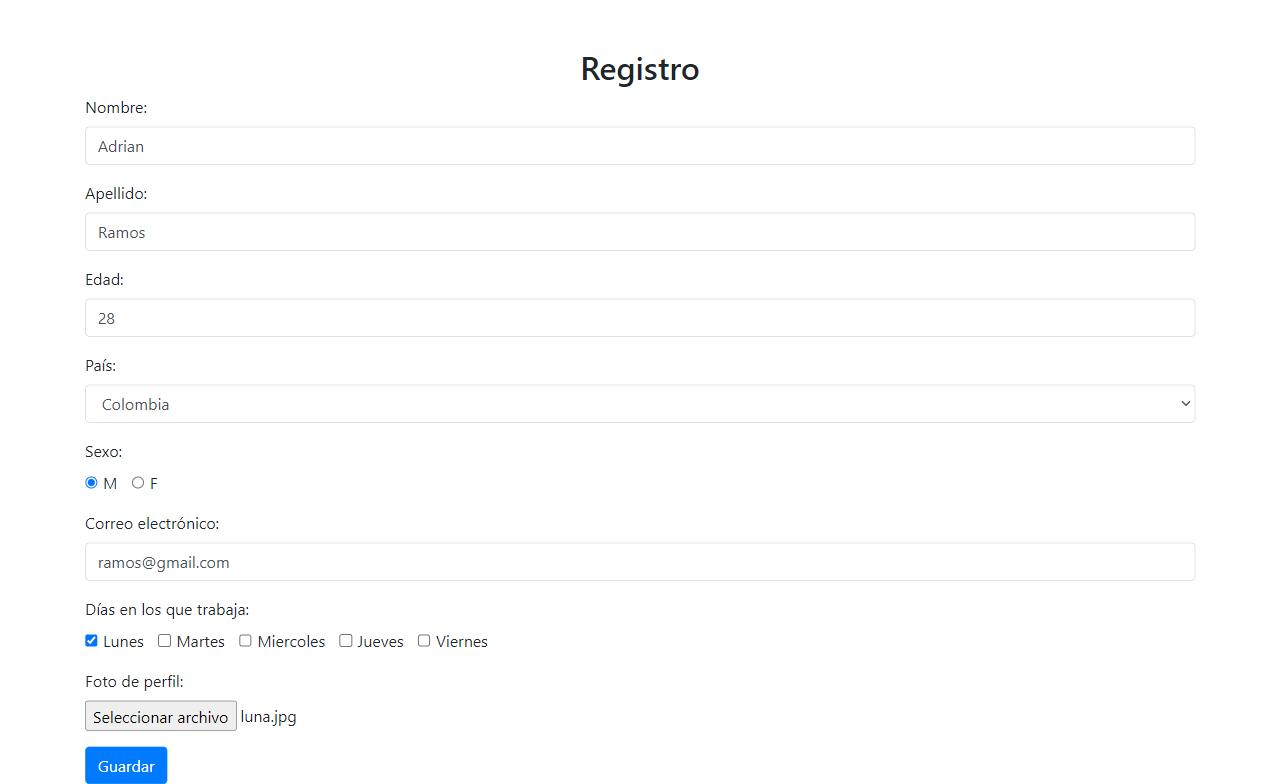 Registro
Nombre:
Adrian
Apellido:
Ramos
Edad:
28
País:
Colombia
Sexo:
M F
Correo electrónico:
ramos@gmail.com
Días en los que trabaja:
Lunes Martes Miercoles Jueves Viernes
Foto de perfil:
Seleccionar archivo luna.jpg
Guardar